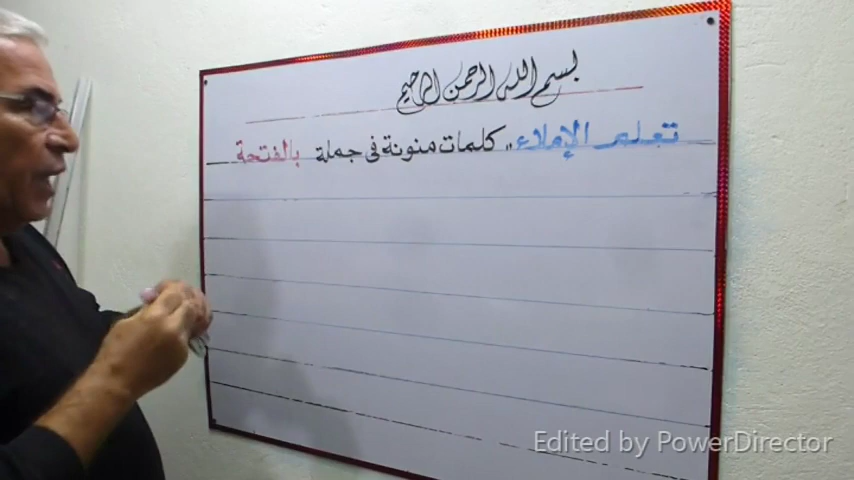 بسم الله الرحمن الرحيم
تعلم الإملاء.. كلمات منونة في جملة بالفتحة
Edited by PowerDirector